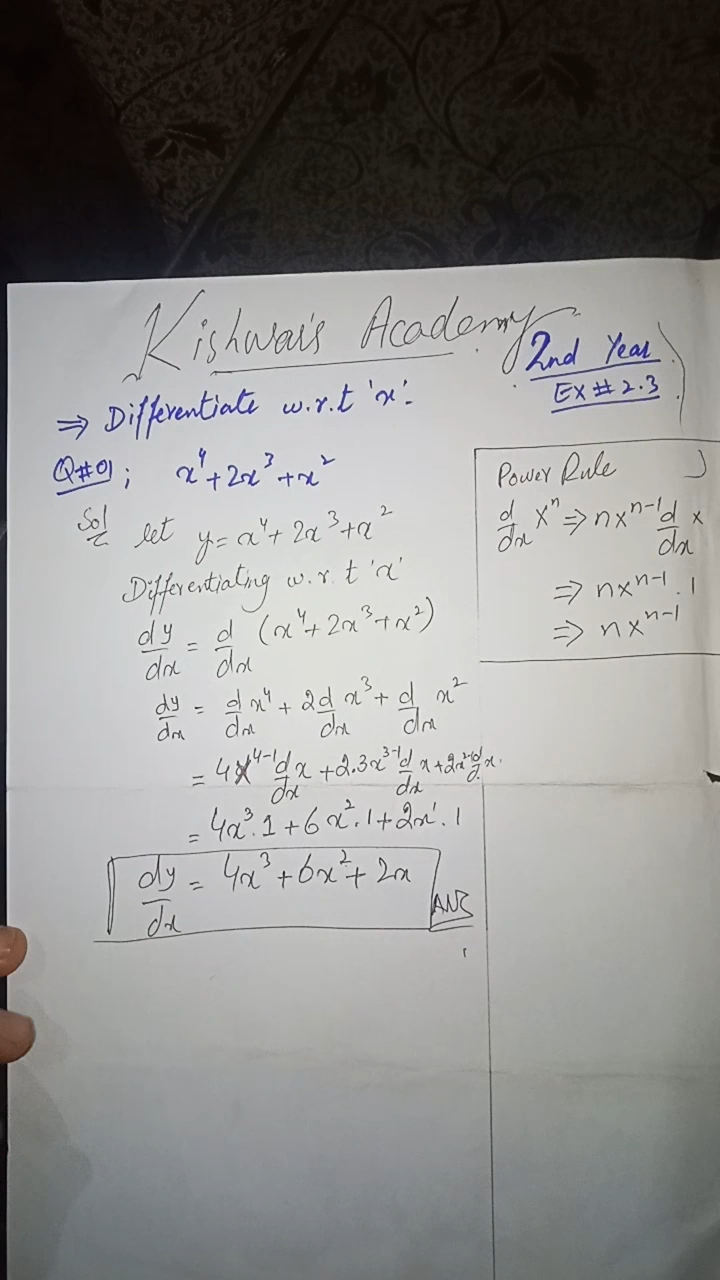 Kishwar's Academy
2nd Year
EX # 2.3
⇒ Differentiate w.r.t 'x'.
Q#01; x⁴+2x³+x²
Sol let y = x⁴+2x³+x²
Differentiating w.r.t 'x'
dy/dx = d/dx (x⁴+2x³+x²)
dy/dx = d/dx x⁴ + 2d/dx x³ + d/dx x²
= 4x⁴⁻¹ d/dx x + 2.3x³⁻¹ d/dx x + 2x²⁻¹ d/dx x.
= 4x³.1+6x².1+2x¹.1
dy/dx = 4x³+6x²+2x
ANS
Power Rule
d/dx xⁿ ⇒ nxⁿ⁻¹ d/dx x
⇒ nxⁿ⁻¹.1
⇒ nxⁿ⁻¹